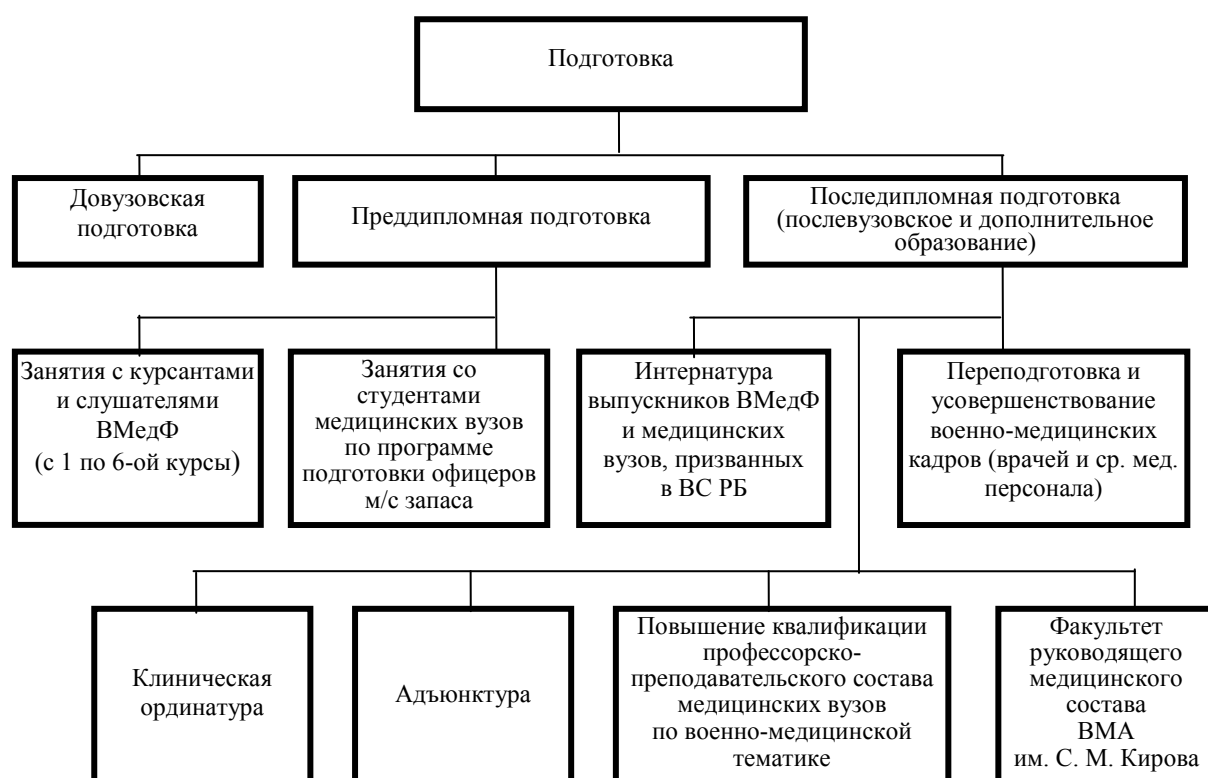 Подготовка
Довузовская
подготовка
Преддипломная подготовка
Последипломная подготовка
(послевузовское и дополнительное
образование)
Занятия с курсантами
и слушателями
ВМедФ
(с 1 по 6-ой курсы)
Занятия со
студентами
медицинских вузов
по программе
подготовки офицеров
м/с запаса
Интернатура
выпускников ВМедФ
и медицинских
вузов, призванных
в ВС РБ
Переподготовка и
усовершенствование
военно-медицинских
кадров (врачей и ср. мед.
персонала)
Клиническая
ординатура
Адъюнктура
Повышение квалификации
профессорско-
преподавательского состава
медицинских вузов
по военно-медицинской
тематике
Факультет
руководящего
медицинского
состава
ВМА
им. С. М. Кирова